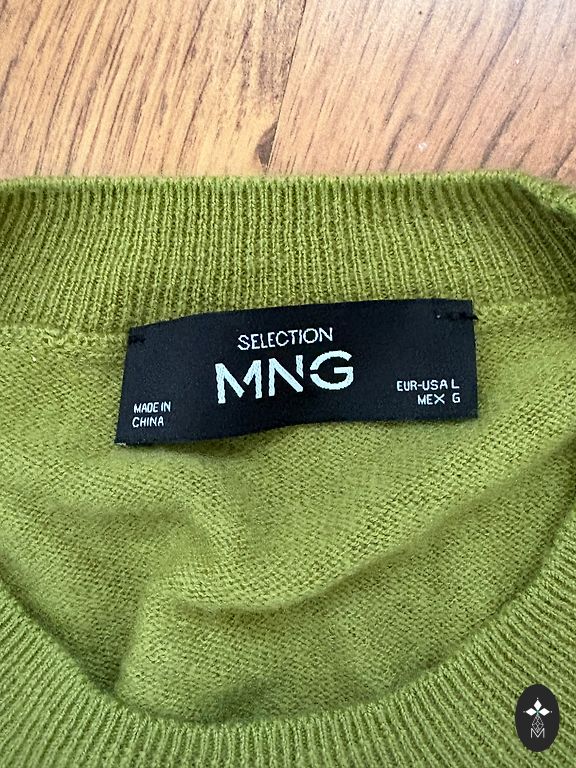 SELECTION
MNG
MADE IN
CHINA
EUR-USA L
MEX G
M